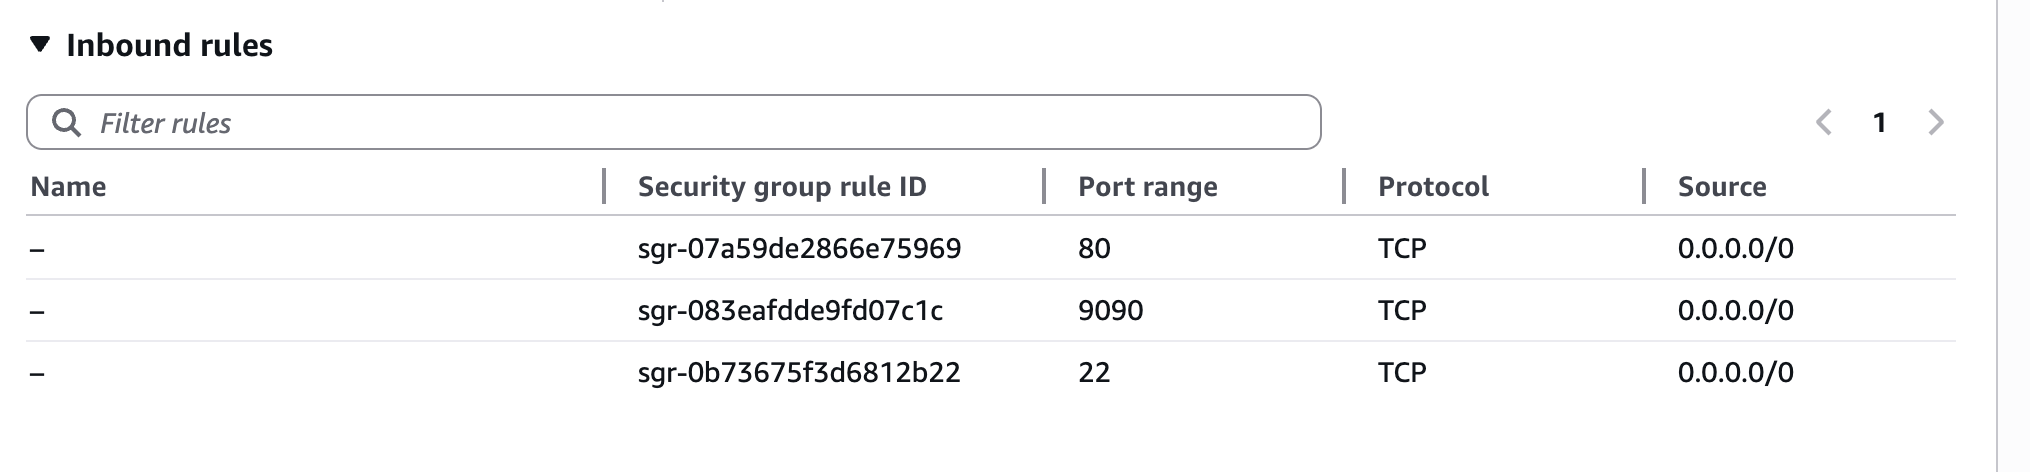 Inbound rules
Filter rules
1
Name Security group rule ID Port range Protocol Source
– sgr-07a59de2866e75969 80 TCP 0.0.0.0/0
– sgr-083eafdde9fd07c1c 9090 TCP 0.0.0.0/0
– sgr-0b73675f3d6812b22 22 TCP 0.0.0.0/0